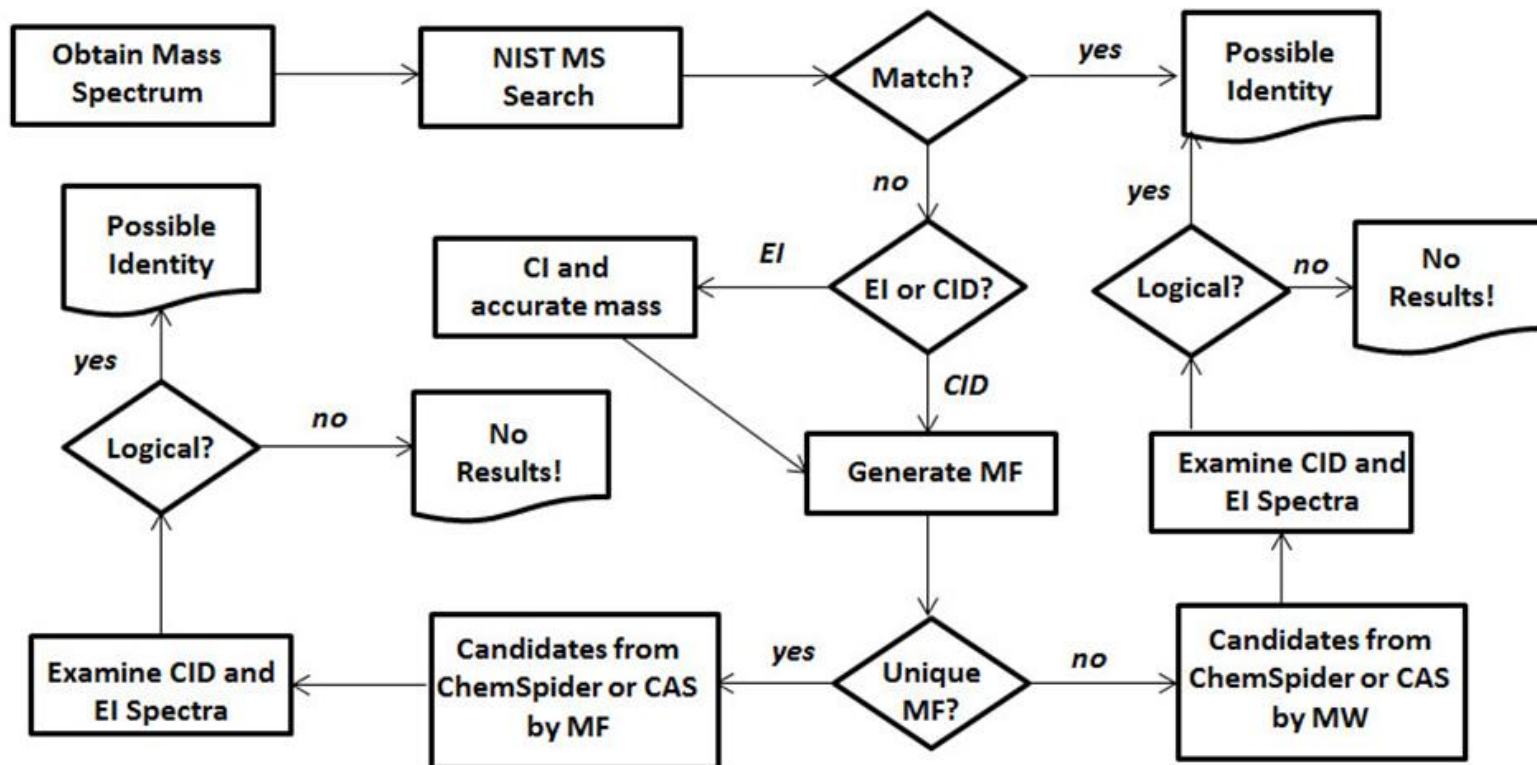 Obtain Mass
Spectrum
NIST MS
Search
Match?
yes
Possible
Identity
no
yes
Possible
Identity
CI and
accurate mass
EI
EI or CID?
Logical?
no
No
Results!
yes
CID
Logical?
no
No
Results!
Generate MF
Examine CID and
EI Spectra
Examine CID and
EI Spectra
Candidates from
ChemSpider or CAS
by MF
yes
Unique
MF?
no
Candidates from
ChemSpider or CAS
by MW